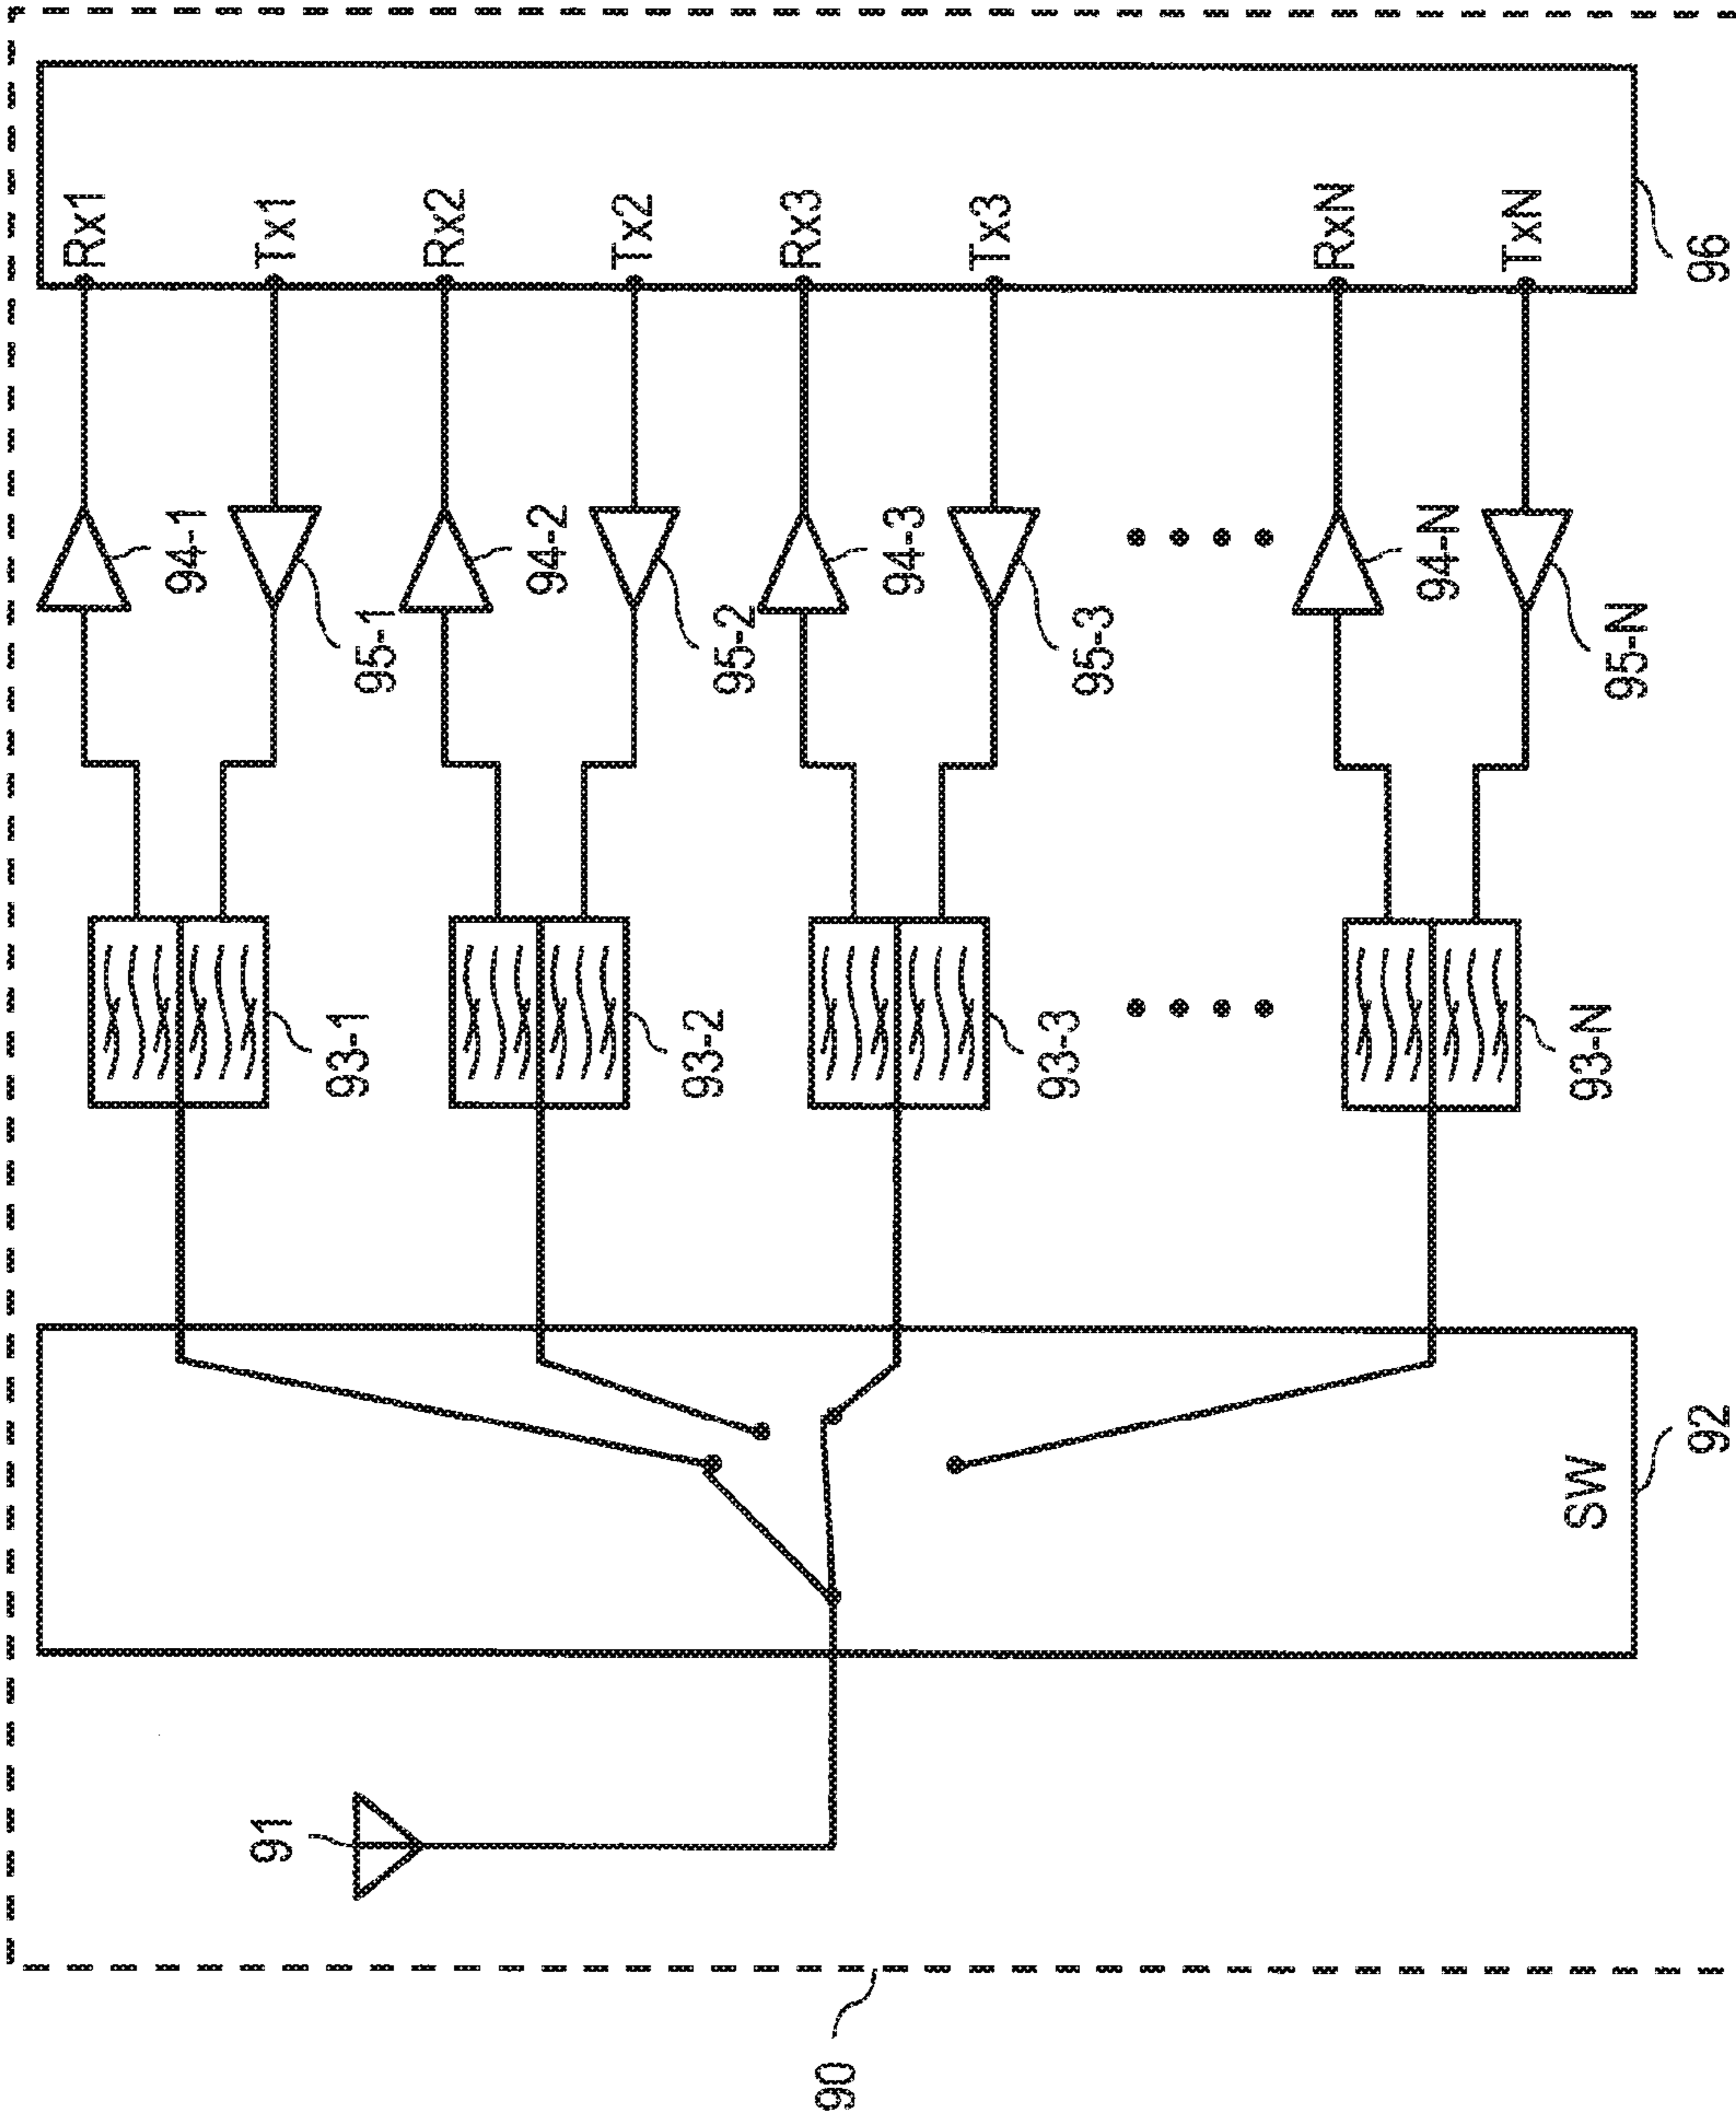 90
91
92
SW
93-1
93-2
93-3
93-N
94-1
95-1
94-2
95-2
94-3
95-3
94-N
95-N
Rx1
Tx1
Rx2
Tx2
Rx3
Tx3
RxN
TxN
96